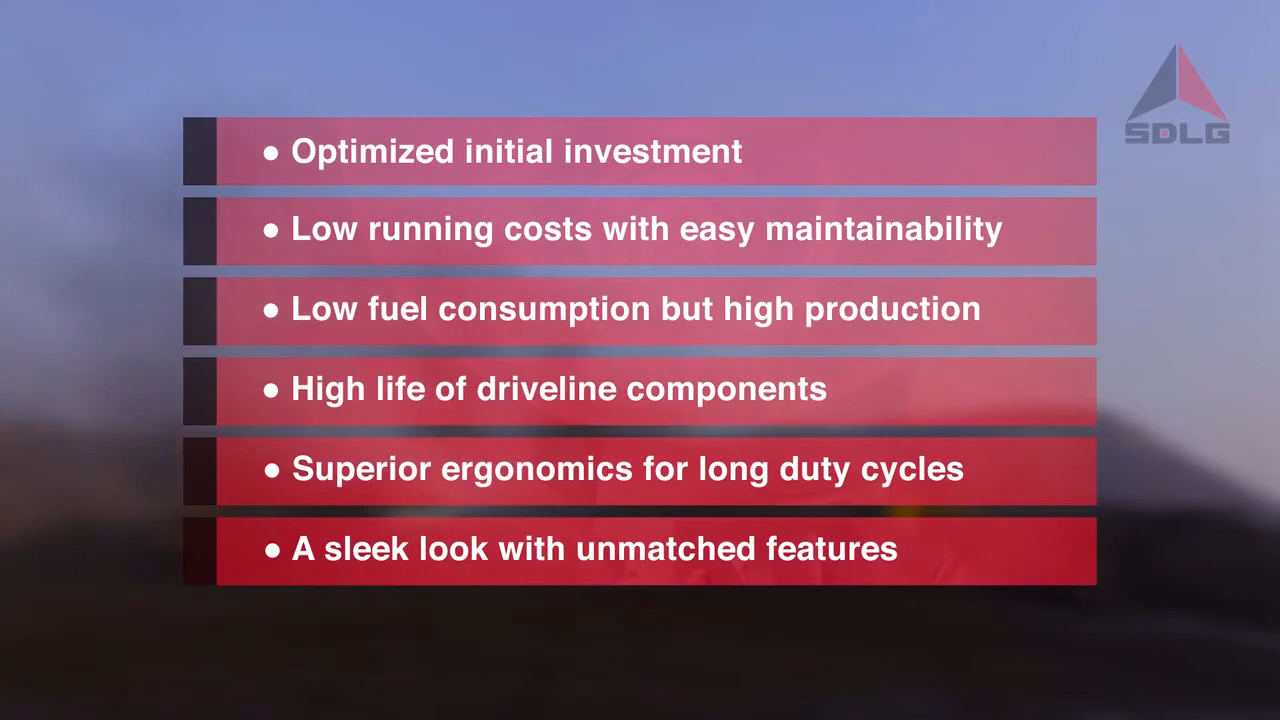 SDLG
● Optimized initial investment
● Low running costs with easy maintainability
● Low fuel consumption but high production
● High life of driveline components
● Superior ergonomics for long duty cycles
● A sleek look with unmatched features